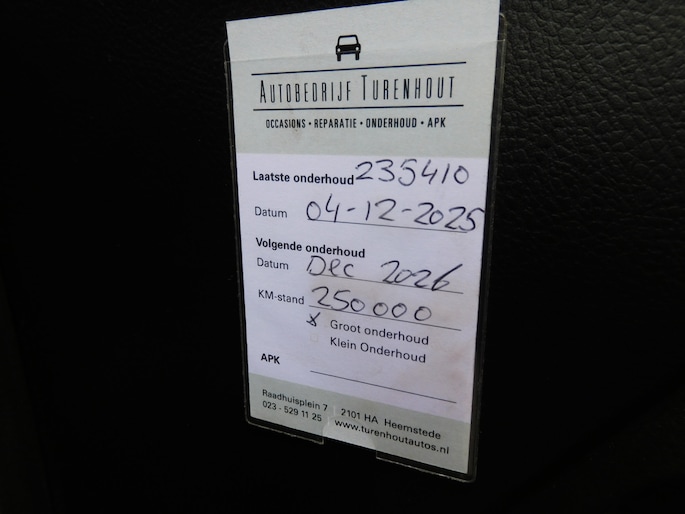 AUTOBEDRIJF TURENHOUT
OCCASIONS • REPARATIE • ONDERHOUD • APK
Laatste onderhoud 235410
Datum 04-12-2025
Volgende onderhoud
Datum Dec 2026
KM-stand 250000
x Groot onderhoud
Klein Onderhoud
APK
Raadhuisplein 7 2101 HA Heemstede
023 - 529 11 25 www.turenhoutautos.nl